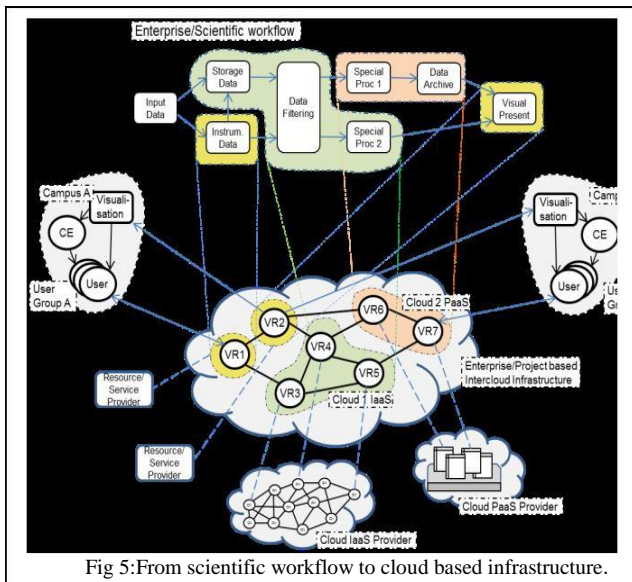 Enterprise/Scientific workflow
Storage
Data
Special
Proc 1
Data
Archive
Input
Data
Data
Filtering
Visual
Present
Instrum.
Data
Special
Proc 2
Campus A
Visuali-
sation
CE
User
User
Group A
Visuali-
sation
CE
User
VR6
Cloud 2 PaaS
VR2
VR7
VR4
VR1
VR5
VR3
Cloud 1 IaaS
Enterprise/Project based
Intercloud Infrastructure
Resource/
Service
Provider
Resource/
Service
Provider
Cloud PaaS Provider
Cloud IaaS Provider
Fig 5:From scientific workflow to cloud based infrastructure.